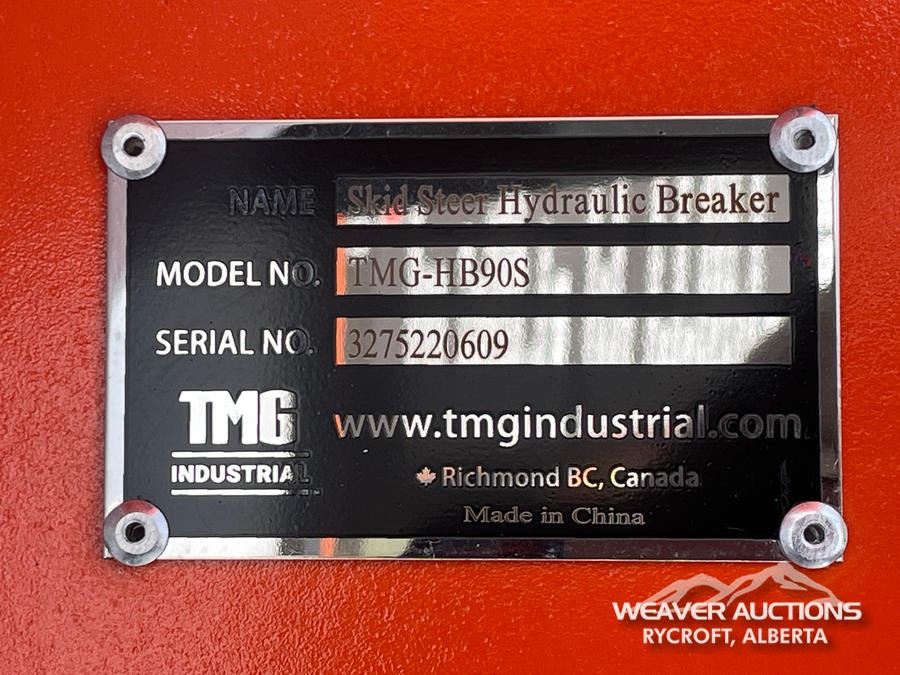 NAME Skid Steer Hydraulic Breaker
MODEL NO. TMG-HB90S
SERIAL NO. 3275220609
TMG www.tmgindustrial.com
INDUSTRIAL Richmond BC, Canada
Made in China
WEAVER AUCTIONS
RYCROFT, ALBERTA